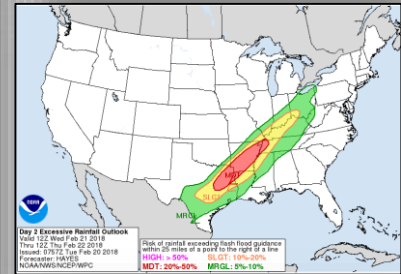 MDT
SLGT
MRGL
noaa
Day 2 Excessive Rainfall Outlook
Valid 12Z Wed Feb 21 2018
Thru 12Z Thu Feb 22 2018
Issued: 0757Z Tue Feb 20 2018
Forecaster: HAYES
NOAA/NWS/NCEP/WPC
Risk of rainfall exceeding flash flood guidance
within 25 miles of a point to the right of a line
HIGH: > 50% SLGT: 10%-20%
MDT: 20%-50% MRGL: 5%-10%